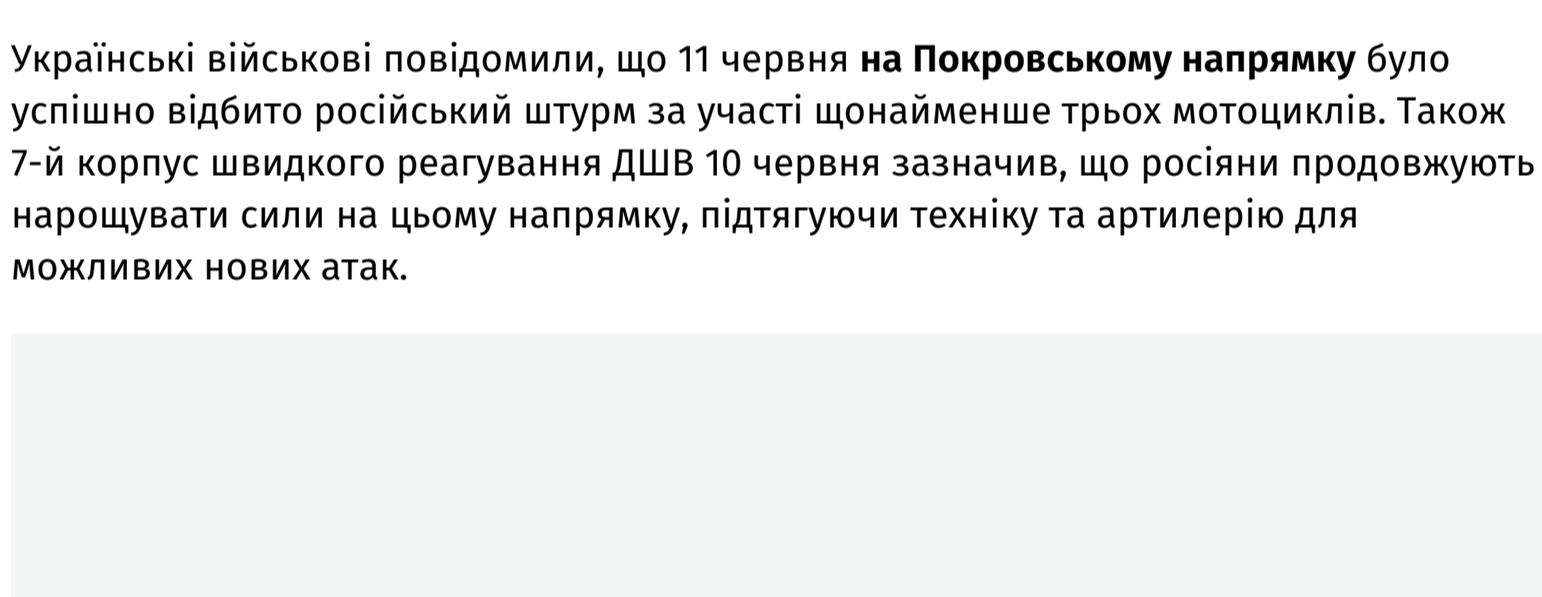 Українські військові повідомили, що 11 червня на Покровському напрямку було
успішно відбито російський штурм за участі щонайменше трьох мотоциклів. Також
7-й корпус швидкого реагування ДШВ 10 червня зазначив, що росіяни продовжують
нарощувати сили на цьому напрямку, підтягуючи техніку та артилерію для
можливих нових атак.